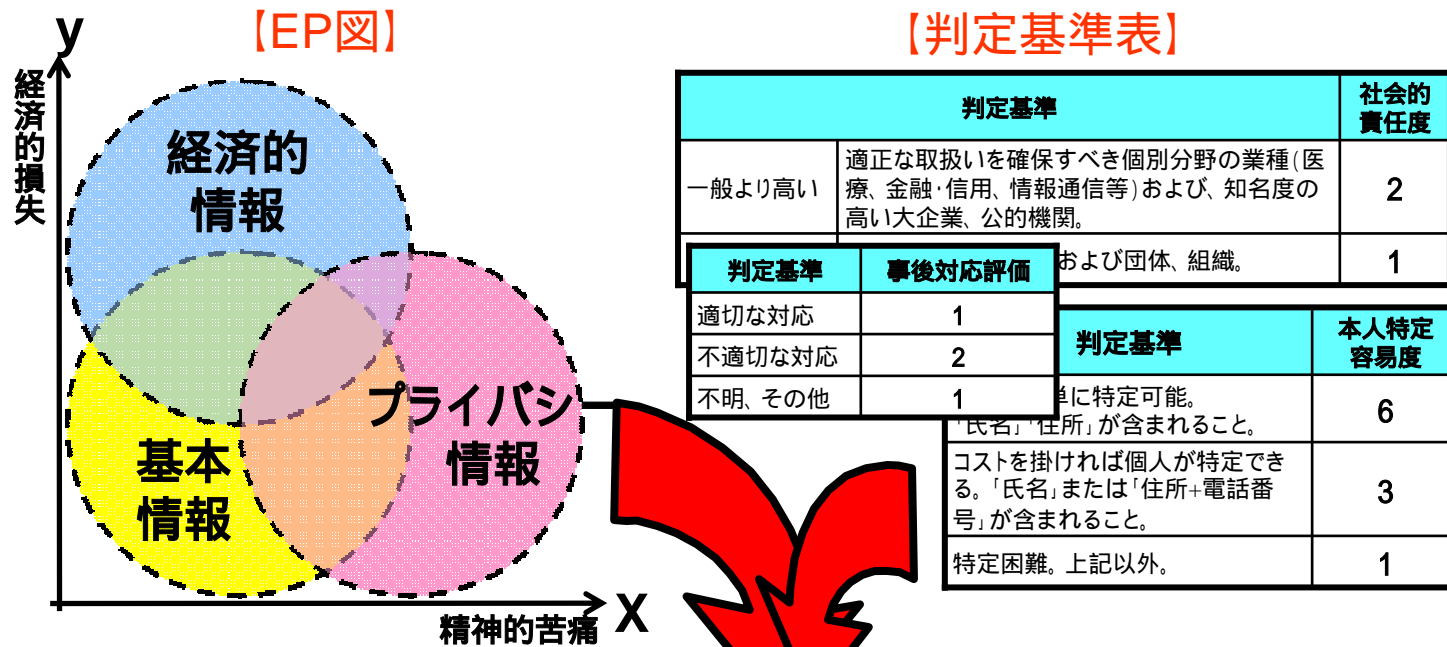 【EP図】
y
経済的損失
経済的
情報
基本
情報
プライバシ
情報
精神的苦痛
X
【判定基準表】
判定基準
社会的
責任度
一般より高い
適正な取扱いを確保すべき個別分野の業種(医
療、金融・信用、情報通信等)および、知名度の
高い大企業、公的機関。
2
および団体、組織。
1
判定基準
事後対応評価
適切な対応
1
不適切な対応
2
不明、その他
1
判定基準
本人特定
容易度
単に特定可能。
「氏名」「住所」が含まれること。
6
コストを掛ければ個人が特定でき
る。「氏名」または「住所+電話番
号」が含まれること。
3
特定困難。上記以外。
1